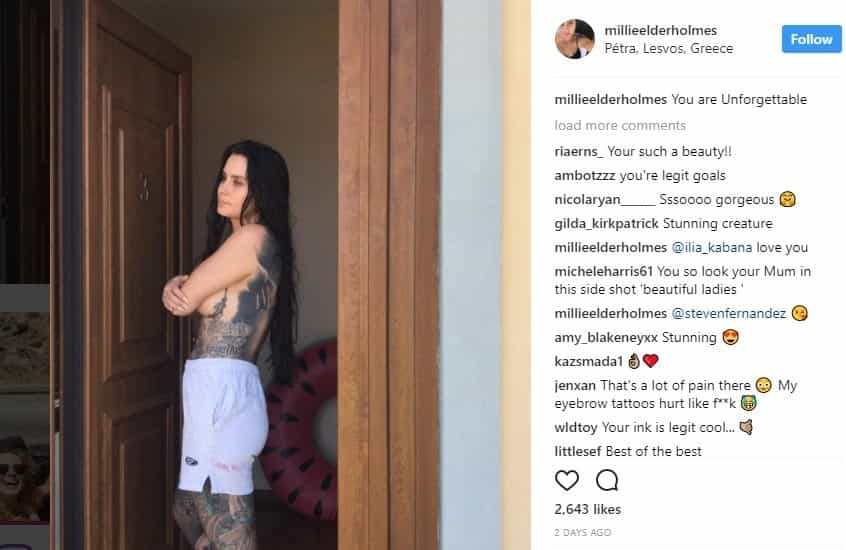 millieelderholmes
Pétra, Lesvos, Greece
Follow
millieelderholmes You are Unforgettable
load more comments
riaerns_ Your such a beauty!!
ambotzzz you're legit goals
nicolaryan______ Sssoooo gorgeous 🤗
gilda_kirkpatrick Stunning creature
millieelderholmes @ilia_kabana love you
micheleharris61 You so look your Mum in
this side shot 'beautiful ladies '
millieelderholmes @stevenfernandez 😘
amy_blakeneyxx Stunning 😍
kazsmada1 👌🏾❤️
jenxan That's a lot of pain there 😳 My
eyebrow tattoos hurt like f**k 😂
wldtoy Your ink is legit cool... 🤙🏽
littlesef Best of the best
2,643 likes
2 DAYS AGO